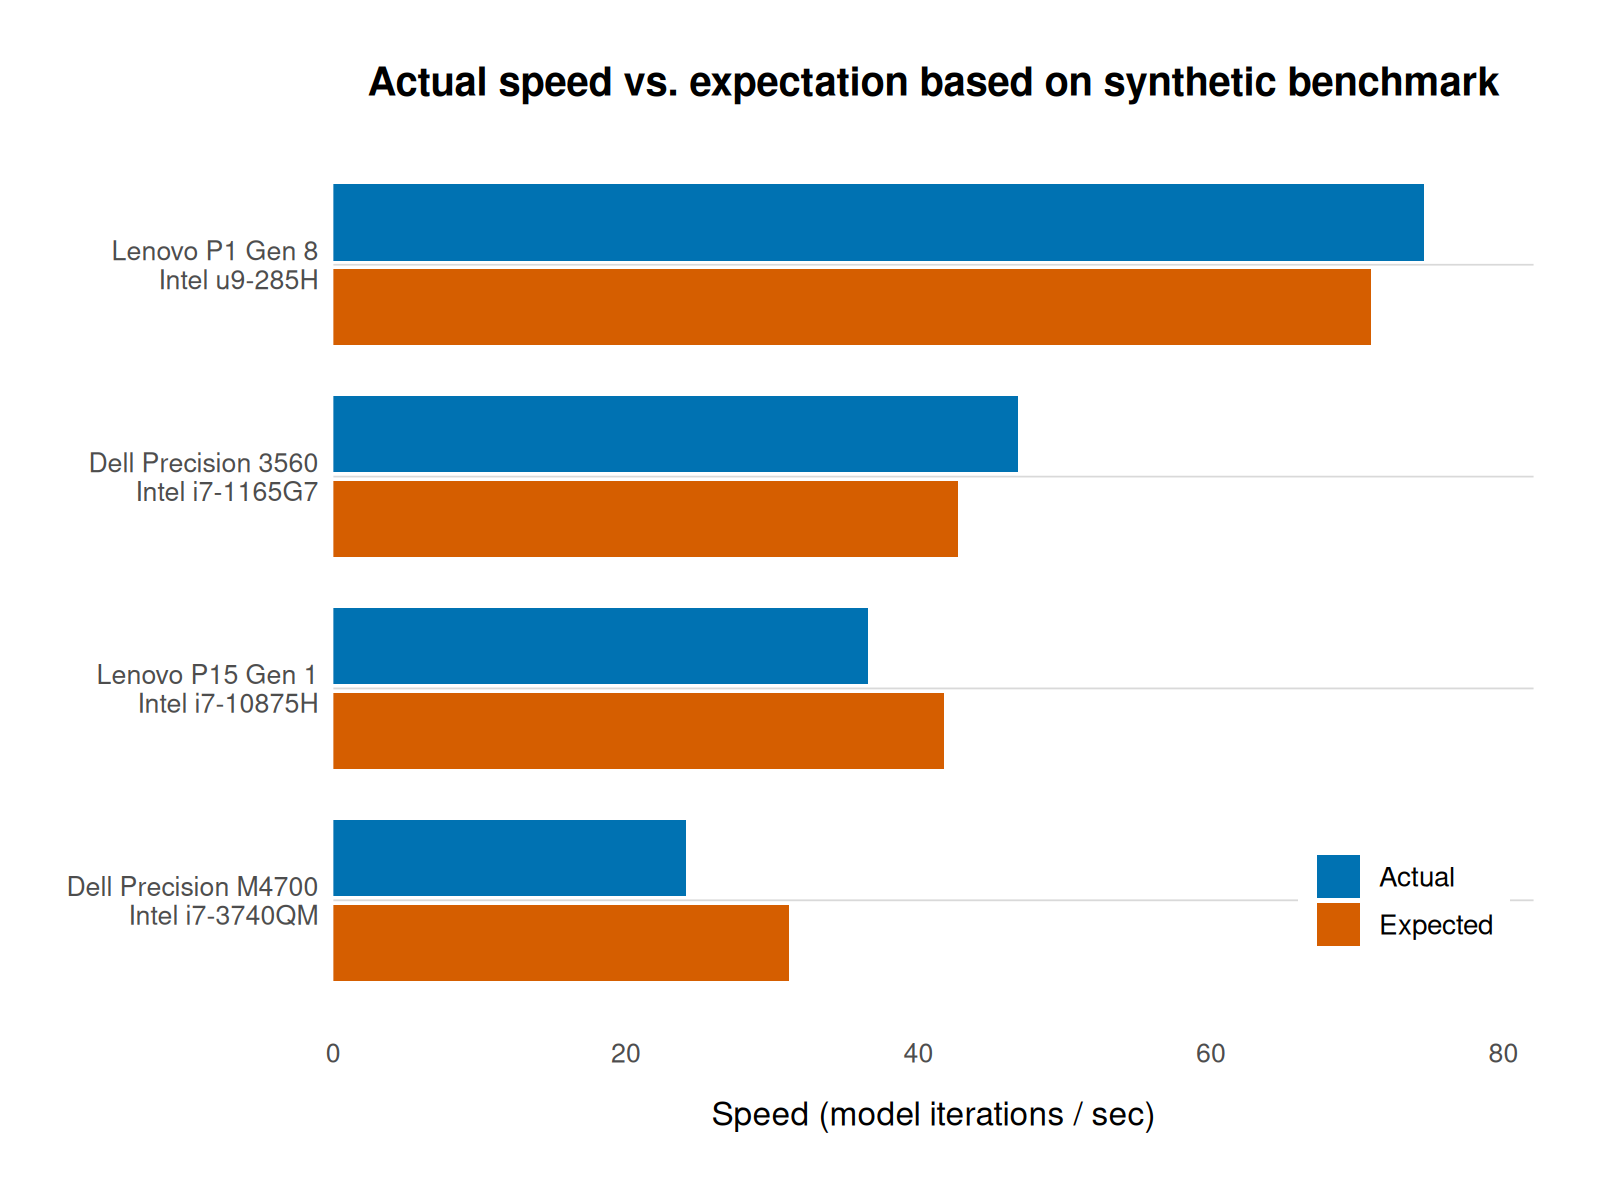 Actual speed vs. expectation based on synthetic benchmark
Lenovo P1 Gen 8
Intel u9-285H
Dell Precision 3560
Intel i7-1165G7
Lenovo P15 Gen 1
Intel i7-10875H
Dell Precision M4700
Intel i7-3740QM
Actual
Expected
0 20 40 60 80
Speed (model iterations / sec)